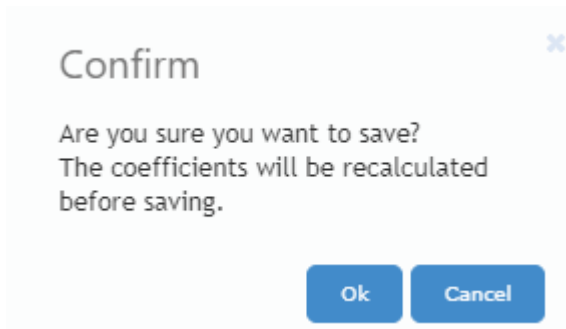 Confirm
Are you sure you want to save?
The coefficients will be recalculated
before saving.
Ok Cancel